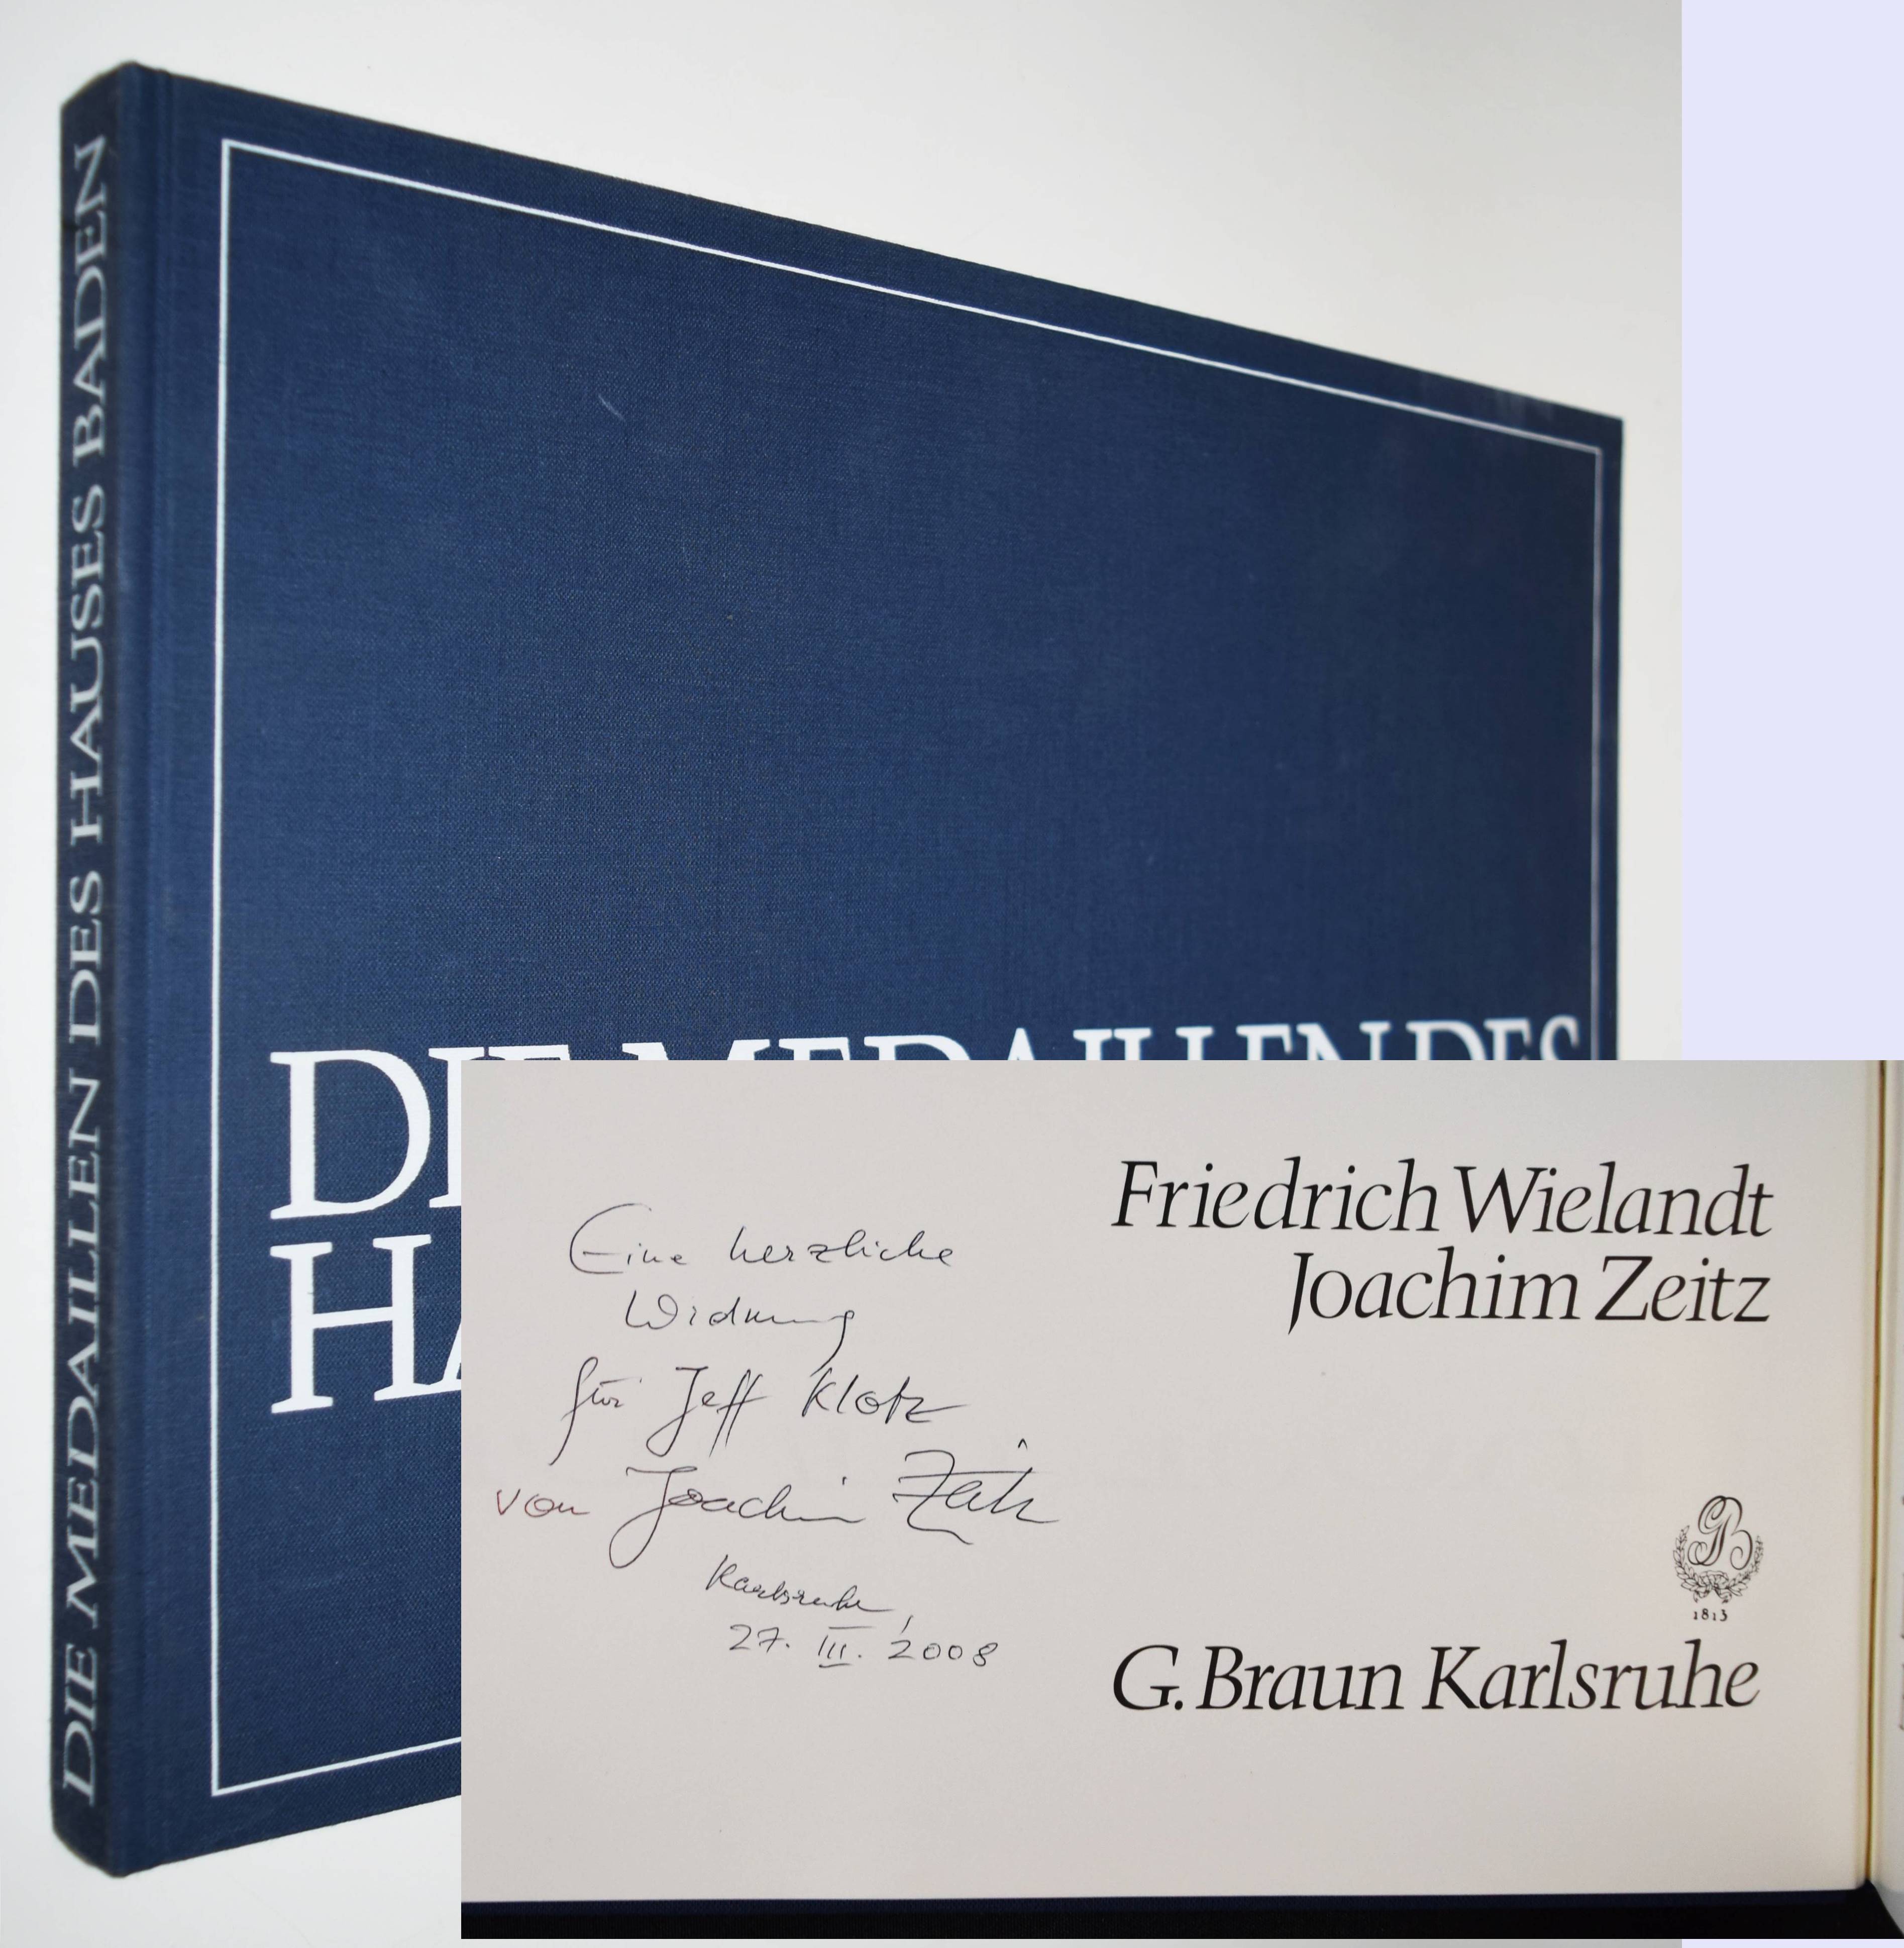 DIE MEDAILLEN DES HAUSES BADEN
DIE MEDAILLEN DES
HA
Friedrich Wielandt
Joachim Zeitz
Eine herzliche
Widmung
für Jeff Klotz
von Joachim Zeitz
Karlsruhe,
27. III. 2008
1813
G. Braun Karlsruhe